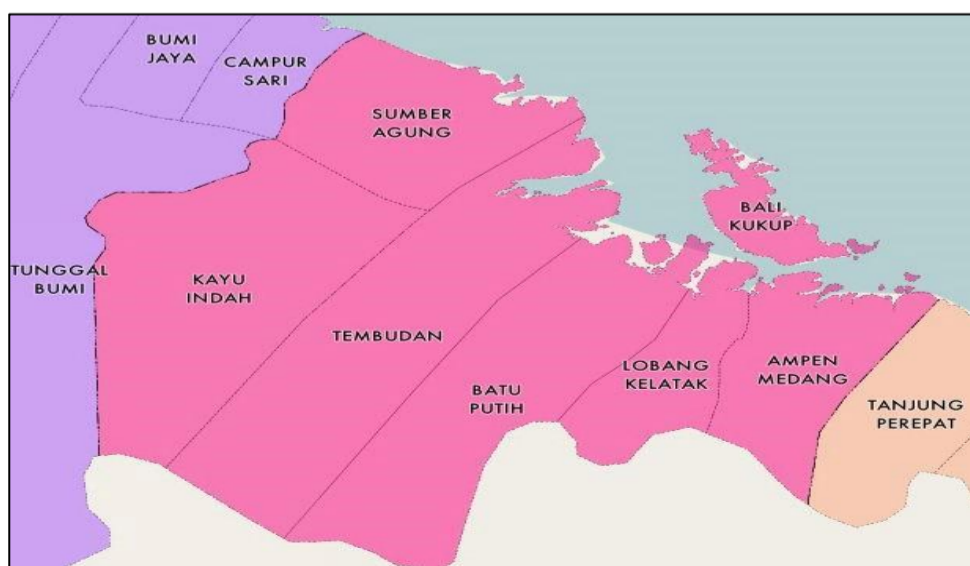 BUMI
JAYA
CAMPUR
SARI
SUMBER
AGUNG
BALI
KUKUP
TUNGGAL
BUMI
KAYU
INDAH
TEMBUDAN
LOBANG
KELATAK
AMPEN
MEDANG
BATU
PUTIH
TANJUNG
PEREPAT